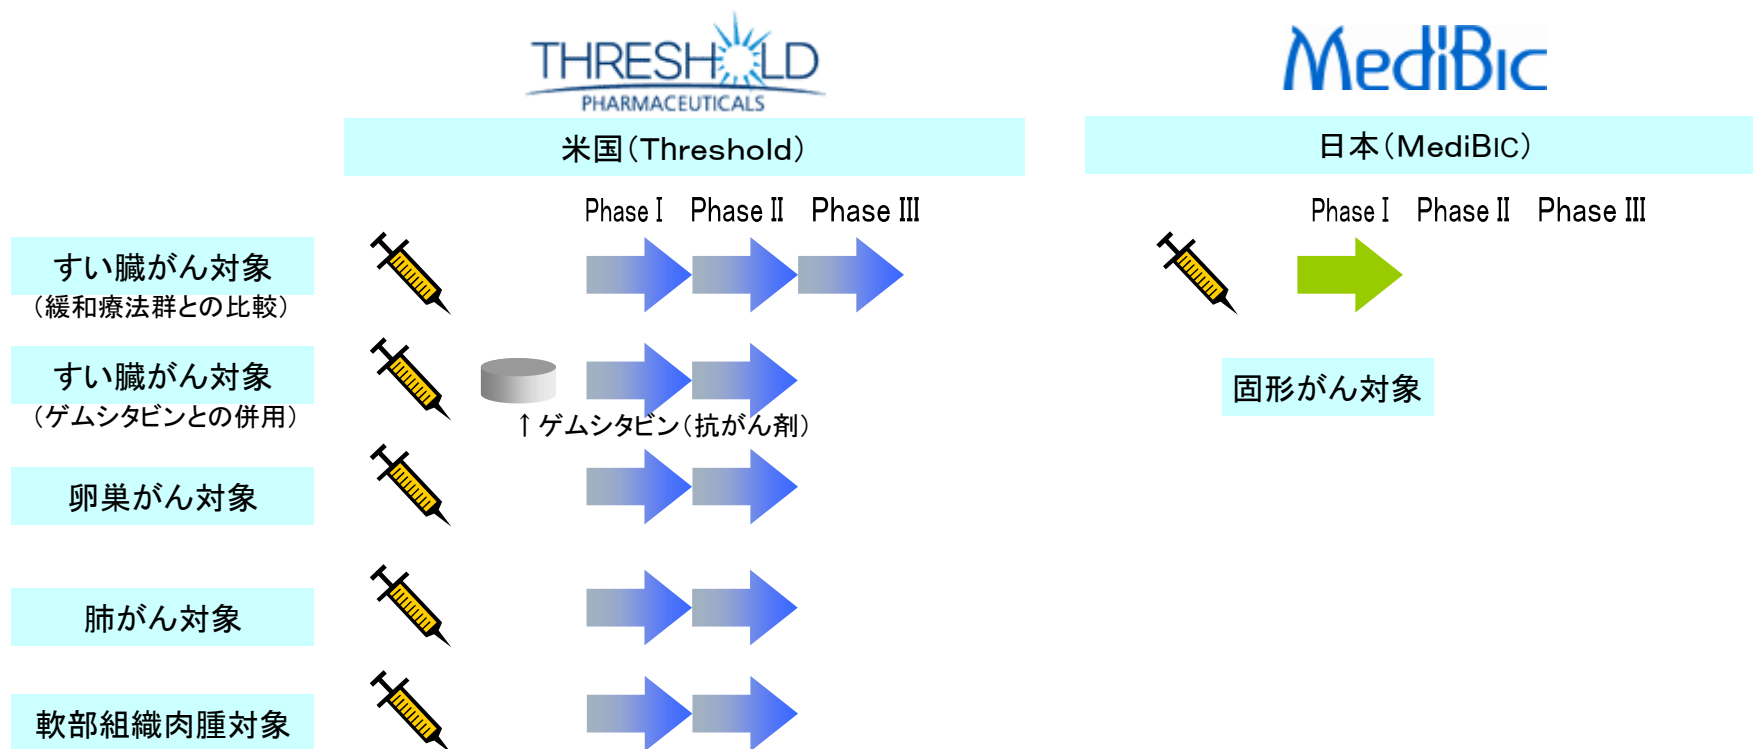 THRESHOLD
PHARMACEUTICALS
MediBic
米国(Threshold)
日本(MediBIC)
Phase Ⅰ Phase Ⅱ Phase Ⅲ
Phase Ⅰ Phase Ⅱ Phase Ⅲ
すい臓がん対象
(緩和療法群との比較)
すい臓がん対象
(ゲムシタビンとの併用)
↑ゲムシタビン(抗がん剤)
固形がん対象
卵巣がん対象
肺がん対象
軟部組織肉腫対象